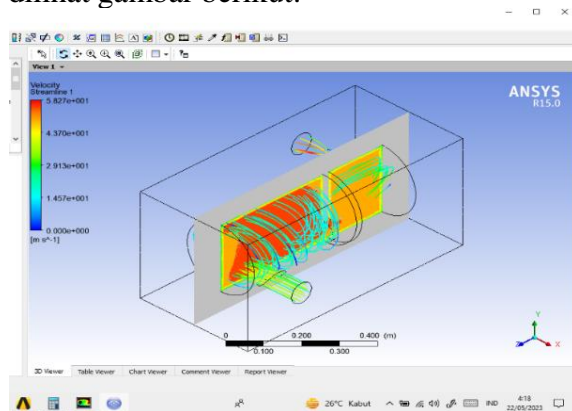 dilihat gambar berikut.
View 1
Velocity
Streamline 1
5.827e+001
4.370e+001
2.913e+001
1.457e+001
0.000e+000
[m s^-1]
ANSYS
R15.0
0 0.200 0.400 (m)
0.100 0.300
Y
X
3D Viewer Table Viewer Chart Viewer Comment Viewer Report Viewer
26°C Kabut IND 4:18
22/05/2023